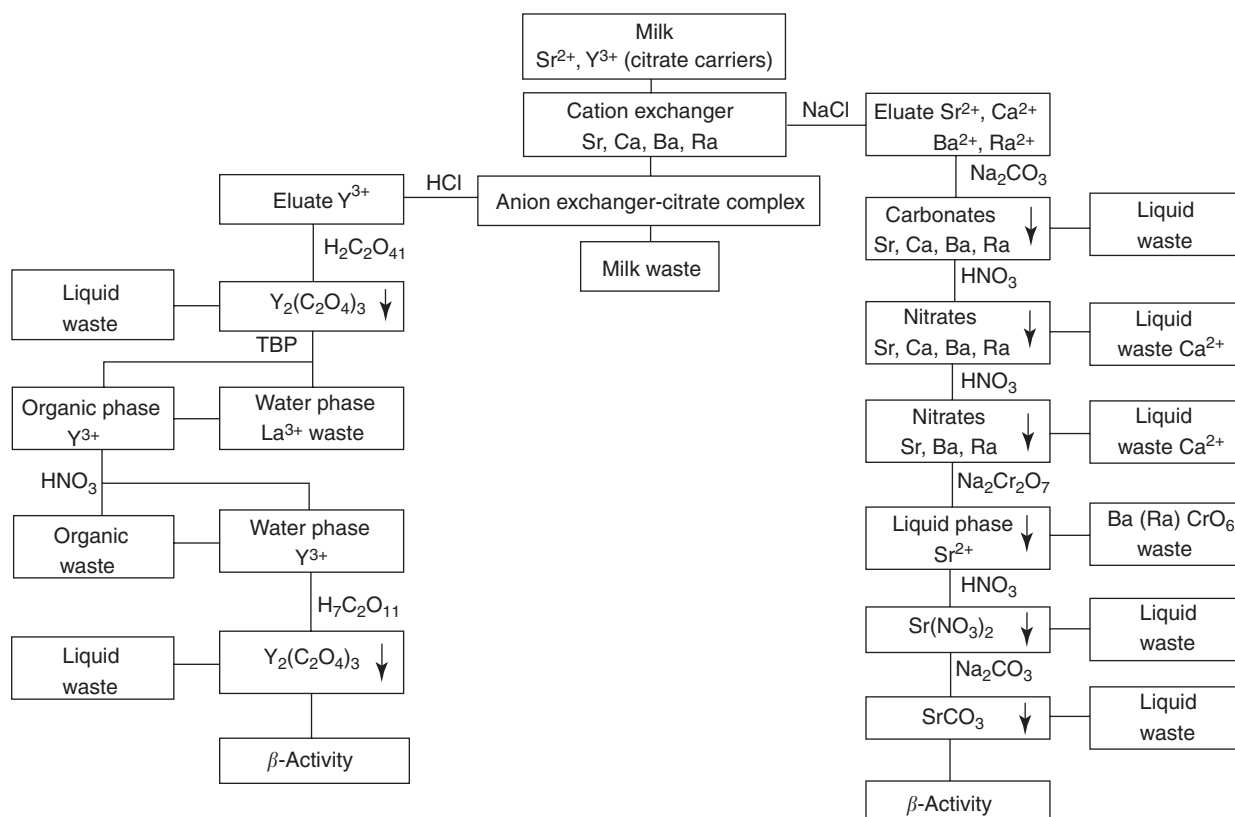 Milk
Sr²⁺, Y³⁺ (citrate carriers)
Cation exchanger
Sr, Ca, Ba, Ra
NaCl
Eluate Sr²⁺, Ca²⁺
Ba²⁺, Ra²⁺
Na₂CO₃
HCl
Eluate Y³⁺
Anion exchanger-citrate complex
Milk waste
Carbonates
Sr, Ca, Ba, Ra
Liquid
waste
HNO₃
H₂C₂O₄₁
Liquid
waste
Y₂(C₂O₄)₃
Nitrates
Sr, Ca, Ba, Ra
Liquid
waste Ca²⁺
TBP
HNO₃
Organic phase
Y³⁺
Water phase
La³⁺ waste
Nitrates
Sr, Ba, Ra
Liquid
waste Ca²⁺
HNO₃
Na₂Cr₂O₇
Organic
waste
Water phase
Y³⁺
Liquid phase
Sr²⁺
Ba (Ra) CrO₆
waste
H₇C₂O₁₁
HNO₃
Liquid
waste
Y₂(C₂O₄)₃
Sr(NO₃)₂
Liquid
waste
Na₂CO₃
SrCO₃
Liquid
waste
β-Activity
β-Activity